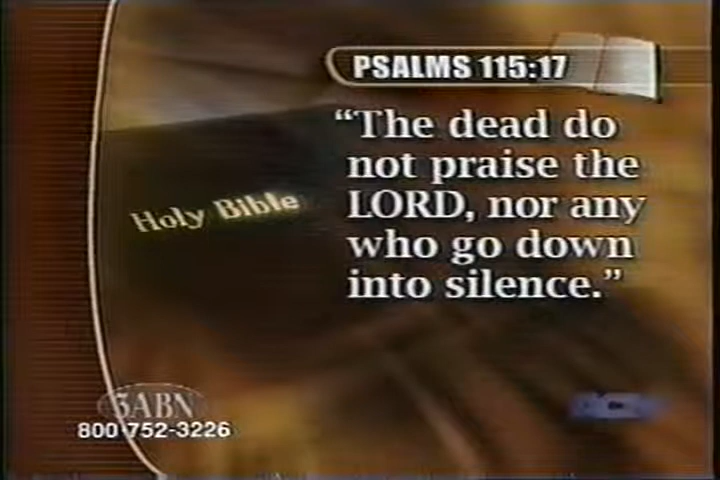 PSALMS 115:17
“The dead do
not praise the
LORD, nor any
who go down
into silence.”
Holy Bible
3ABN
800-752-3226